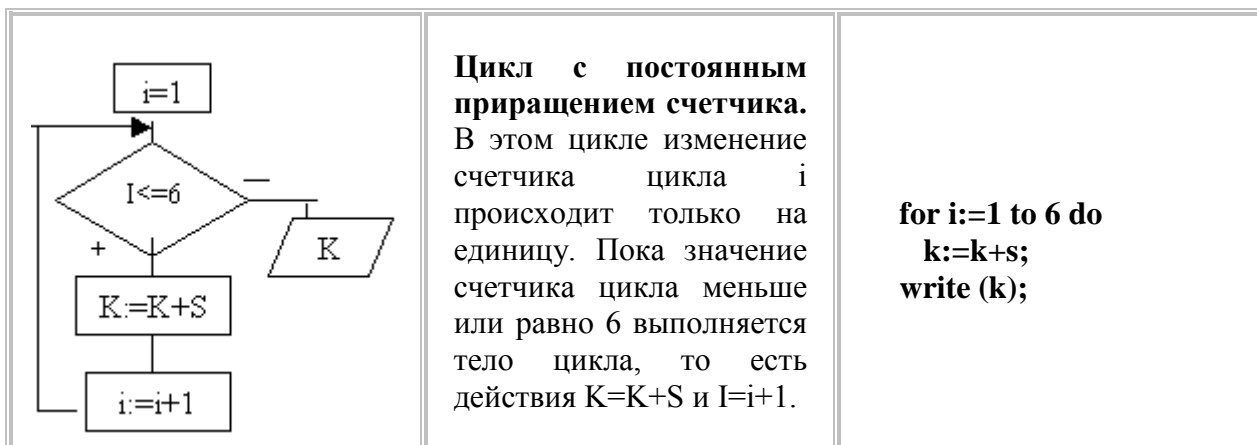 i=1
I<=6
—
+
K
K:=K+S
i:=i+1
Цикл с постоянным
приращением счетчика.
В этом цикле изменение
счетчика цикла i
происходит только на
единицу. Пока значение
счетчика цикла меньше
или равно 6 выполняется
тело цикла, то есть
действия K=K+S и I=i+1.
for i:=1 to 6 do
k:=k+s;
write (k);